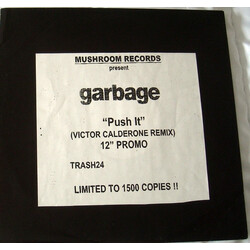 MUSHROOM RECORDS
present
garbage
"Push It"
(VICTOR CALDERONE REMIX)
12" PROMO
TRASH24
LIMITED TO 1500 COPIES !!